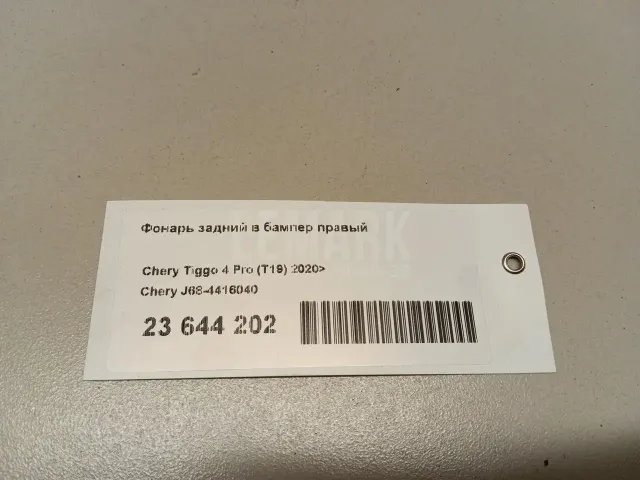 Фонарь задний в бампер правый
Chery Tiggo 4 Pro (T19) 2020>
Chery J68-4416040
23 644 202